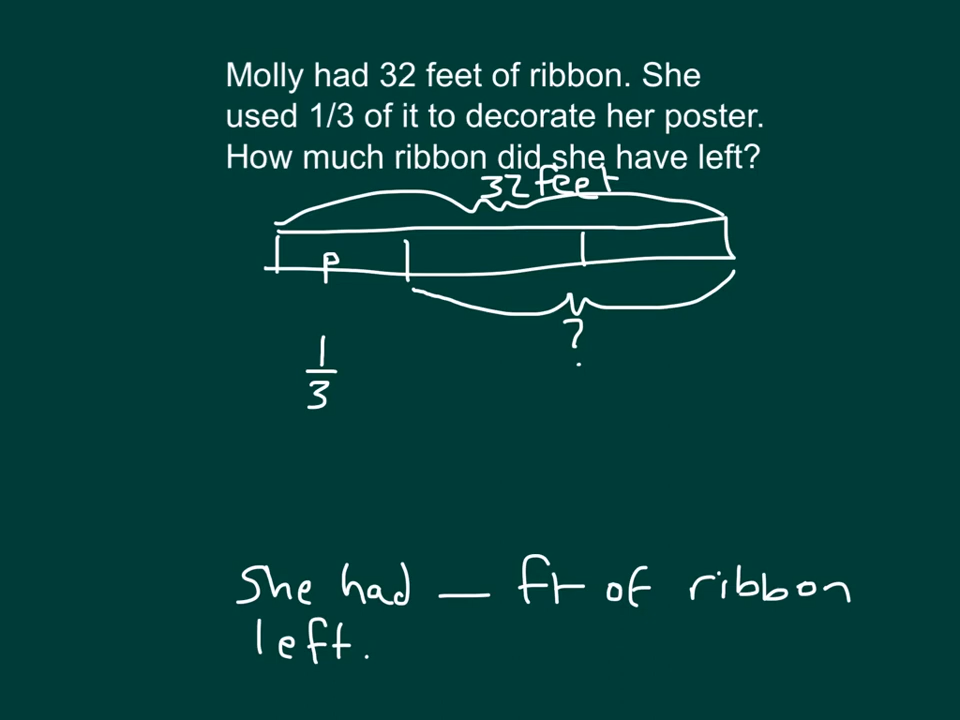 Molly had 32 feet of ribbon. She
used 1/3 of it to decorate her poster.
How much ribbon did she have left?
32 feet
P
?
1
3
She had __ ft of ribbon
left.